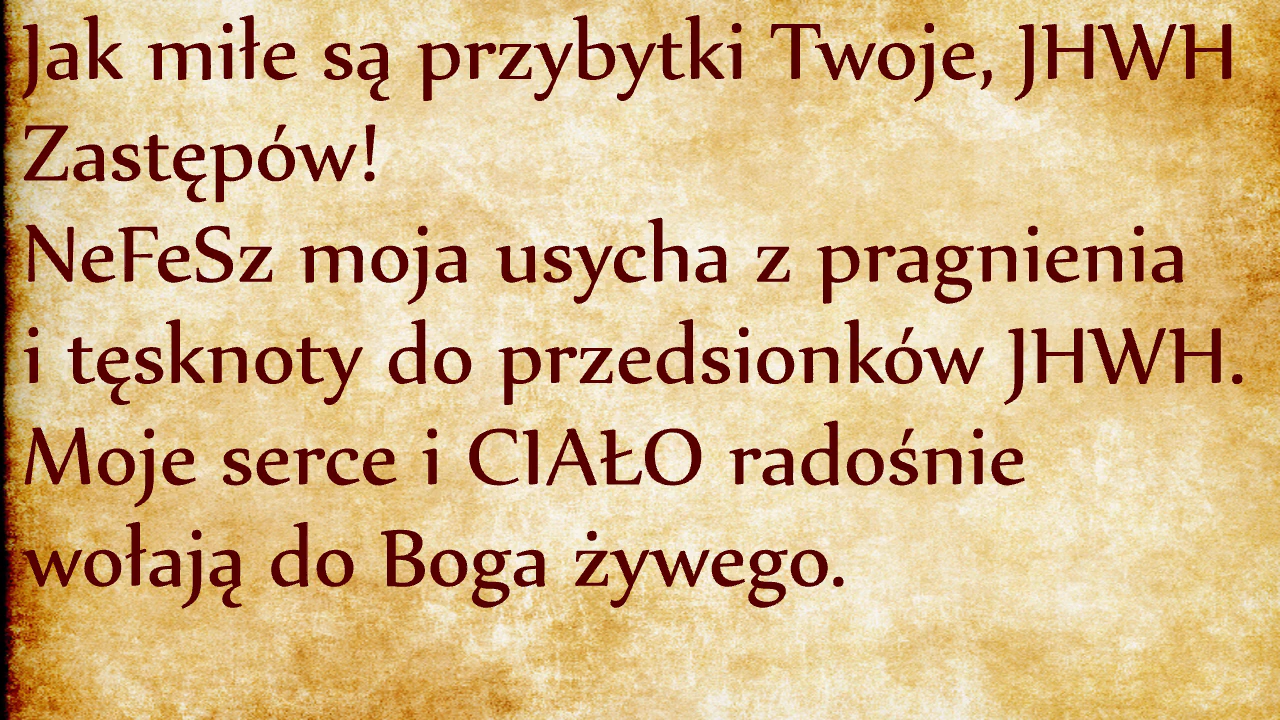 Jak miłe są przybytki Twoje, JHWH
Zastępów!
NeFeSz moja usycha z pragnienia
i tęsknoty do przedsionków JHWH.
Moje serce i CIAŁO radośnie
wołają do Boga żywego.